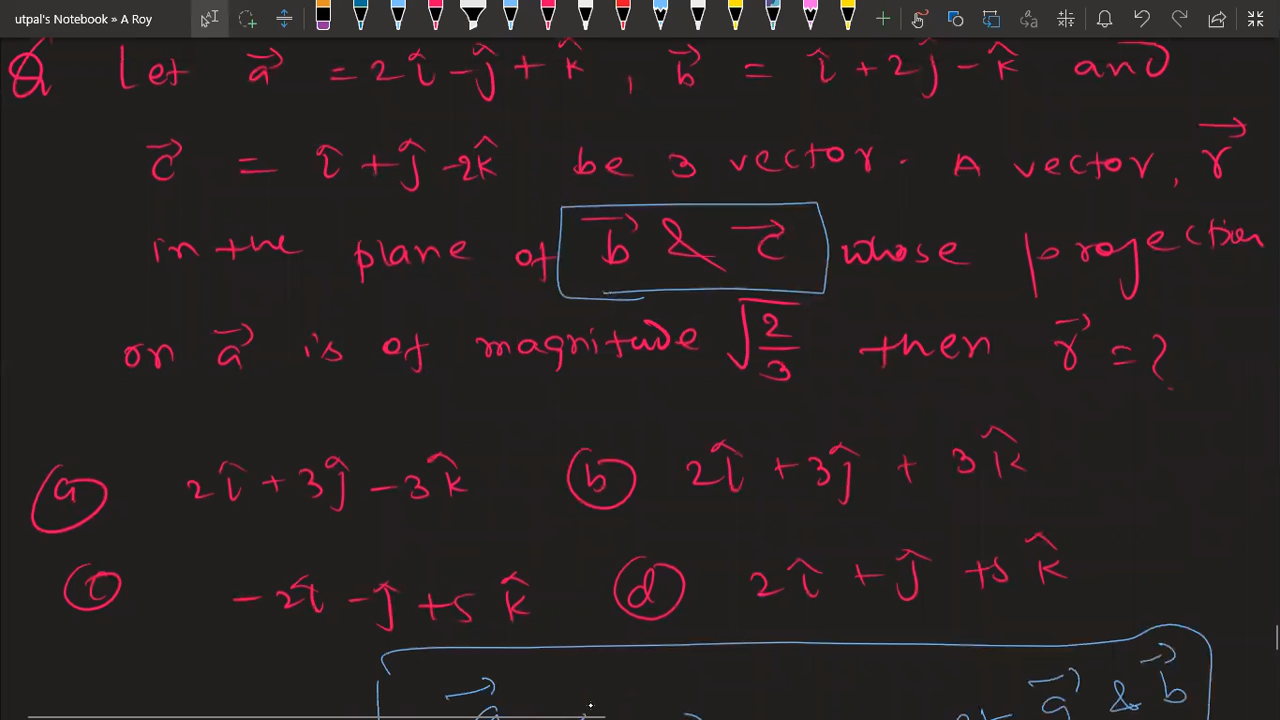 utpal's Notebook » A Roy
Q Let a⃗ = 2î - ĵ + k̂, b⃗ = î + 2ĵ - k̂ and
c⃗ = î + ĵ - 2k̂ be 3 vector. A vector, r⃗
in the plane of b⃗ & c⃗ whose projection
on a⃗ is of magnitude √(2/3) then r⃗ = ?
(a) 2î + 3ĵ - 3k̂ (b) 2î + 3ĵ + 3k̂
(c) -2î - ĵ + 5k̂ (d) 2î + ĵ + 5k̂
a⃗ & b⃗